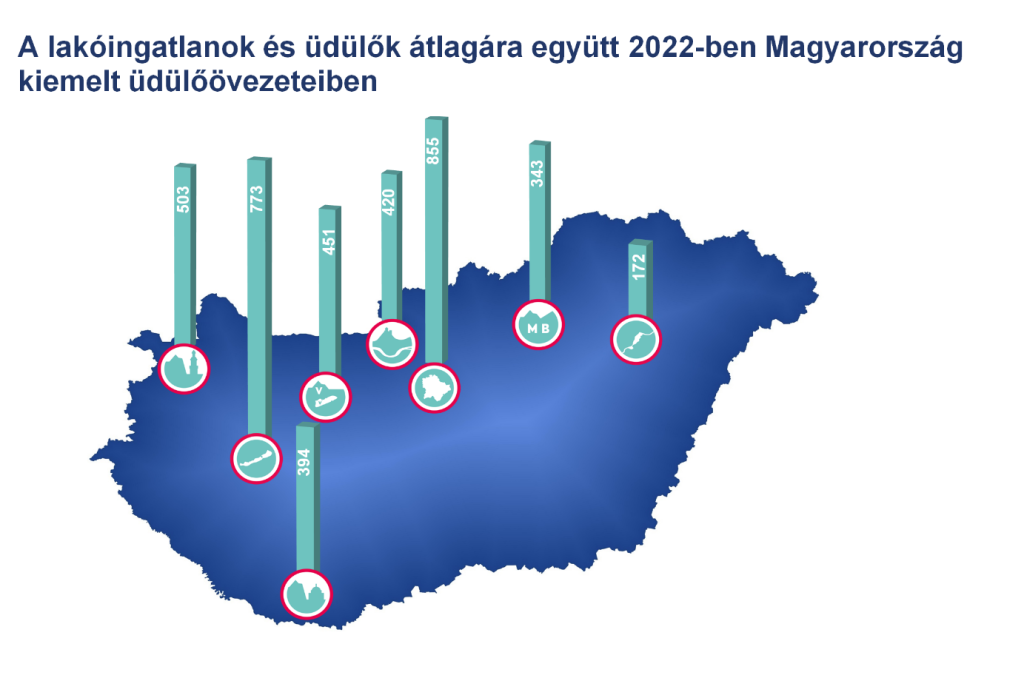 A lakóingatlanok és üdülők átlagára együtt 2022-ben Magyarország
kiemelt üdülőövezeteiben
503
773
451
420
855
343
172
394
M B
V